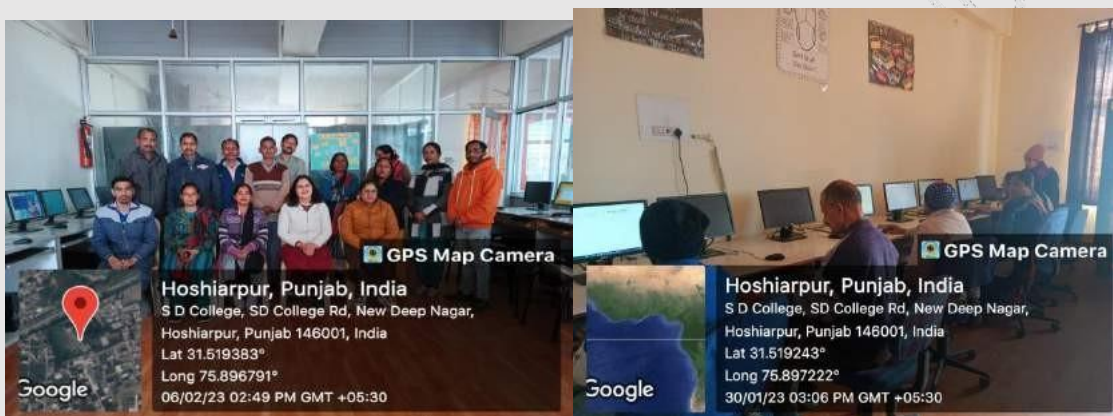 GPS Map Camera
Hoshiarpur, Punjab, India
S D College, SD College Rd, New Deep Nagar,
Hoshiarpur, Punjab 146001, India
Lat 31.519383°
Long 75.896791°
06/02/23 02:49 PM GMT +05:30
Google
GPS Map Camera
Hoshiarpur, Punjab, India
S D College, SD College Rd, New Deep Nagar,
Hoshiarpur, Punjab 146001, India
Lat 31.519243°
Long 75.897222°
30/01/23 03:06 PM GMT +05:30
Google